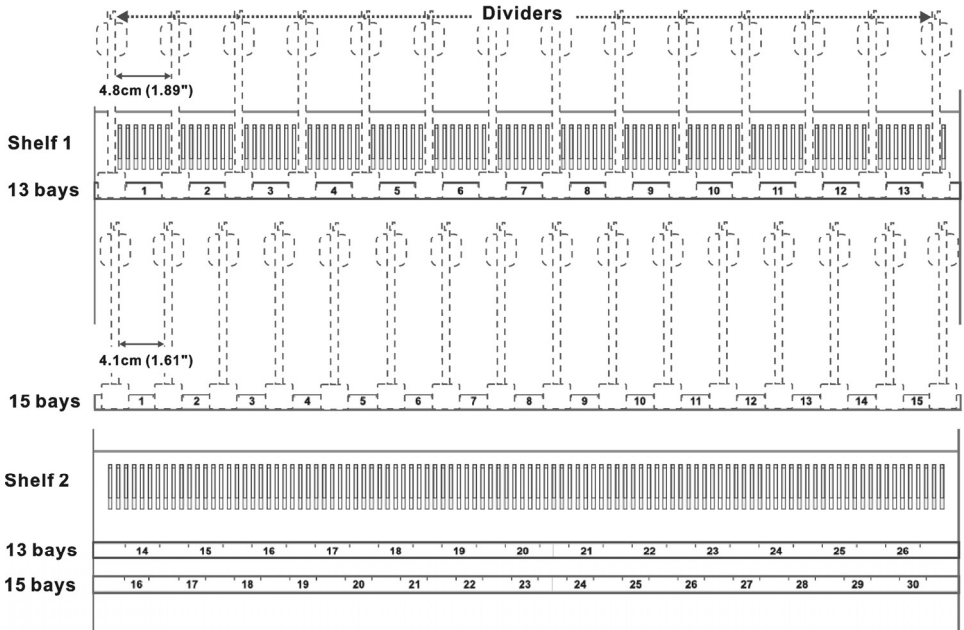 Dividers
4.8cm (1.89")
Shelf 1
13 bays 1 2 3 4 5 6 7 8 9 10 11 12 13
4.1cm (1.61")
15 bays 1 2 3 4 5 6 7 8 9 10 11 12 13 14 15
Shelf 2
13 bays 14 15 16 17 18 19 20 21 22 23 24 25 26
15 bays 16 17 18 19 20 21 22 23 24 25 26 27 28 29 30